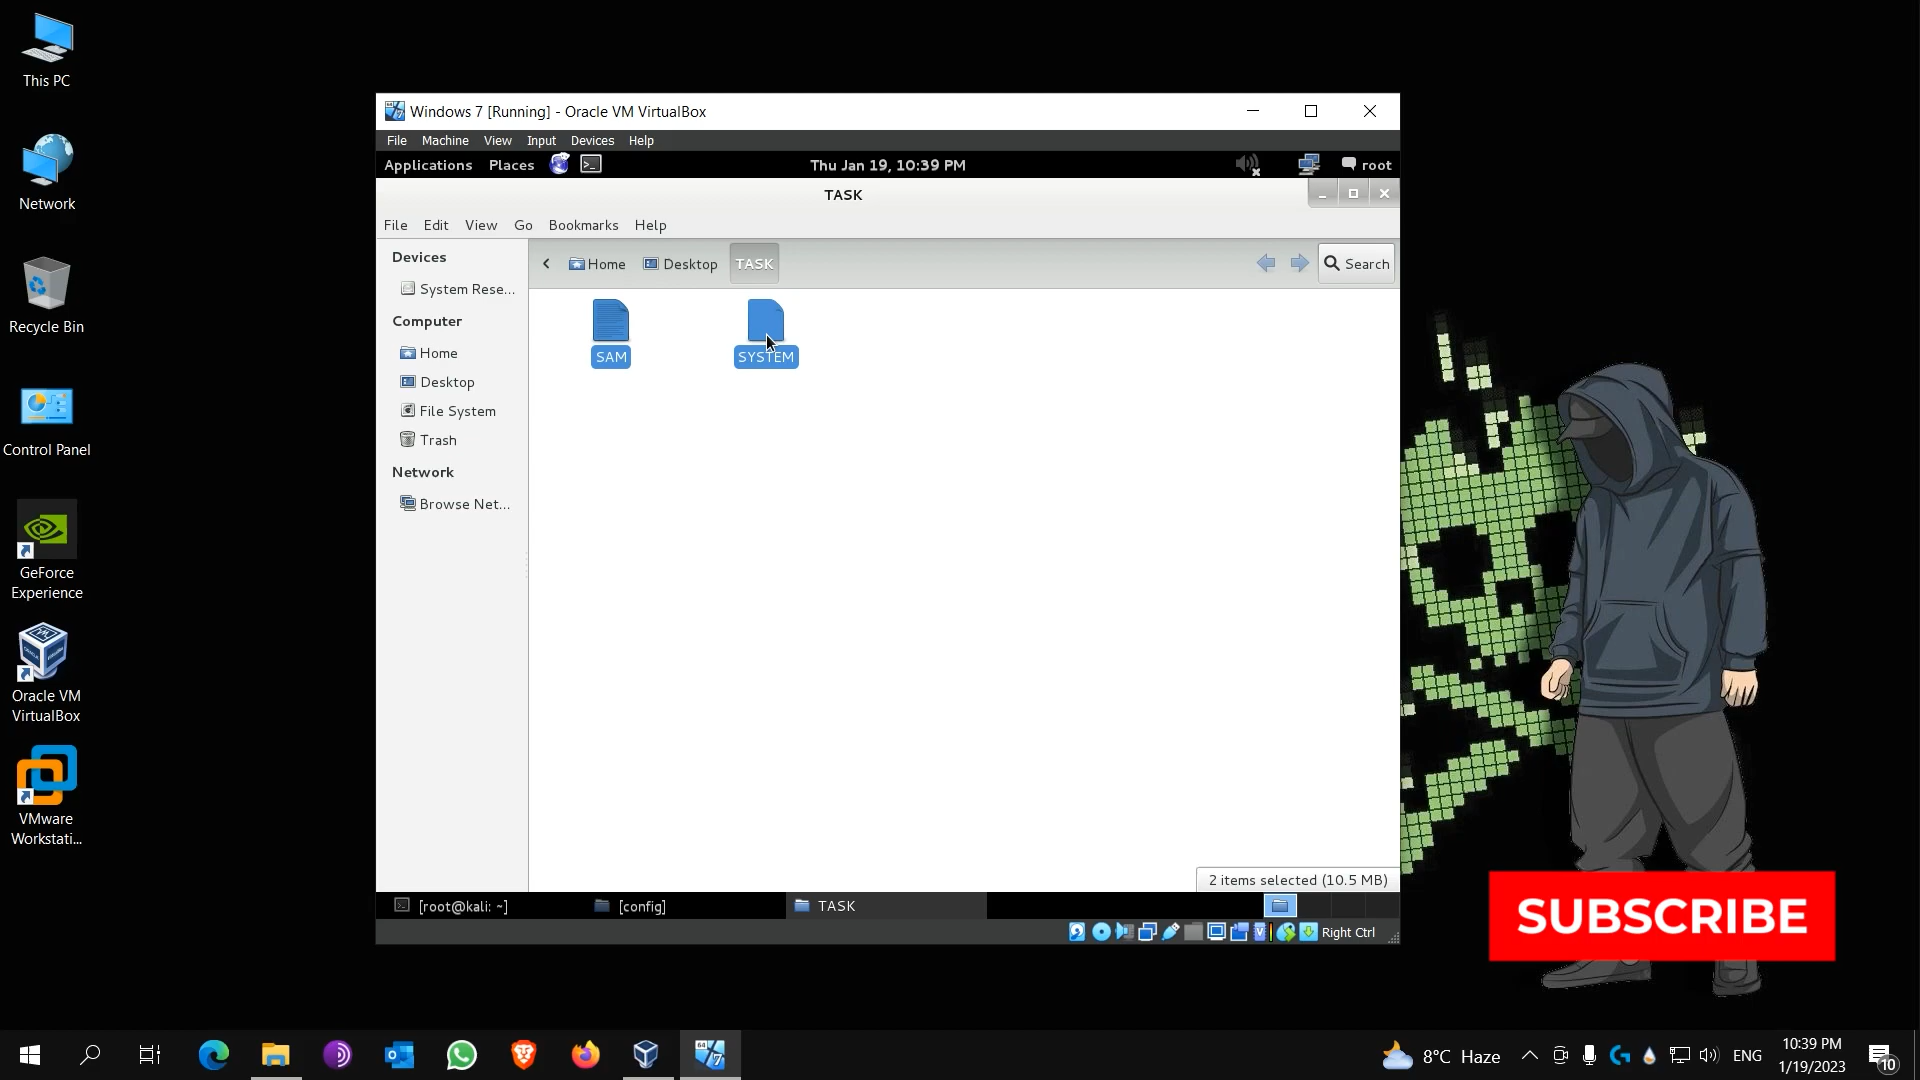 This PC
Network
Recycle Bin
Control Panel
GeForce
Experience
Oracle VM
VirtualBox
VMware
Workstati...
Windows 7 [Running] - Oracle VM VirtualBox
File Machine View Input Devices Help
Applications Places Thu Jan 19, 10:39 PM root
TASK
File Edit View Go Bookmarks Help
Devices
System Rese...
Computer
Home
Desktop
File System
Trash
Network
Browse Net...
Home Desktop TASK Search
SAM SYSTEM
2 items selected (10.5 MB)
[root@kali: ~] [config] TASK
Right Ctrl
SUBSCRIBE
8°C Haze ENG
10:39 PM
1/19/2023
10